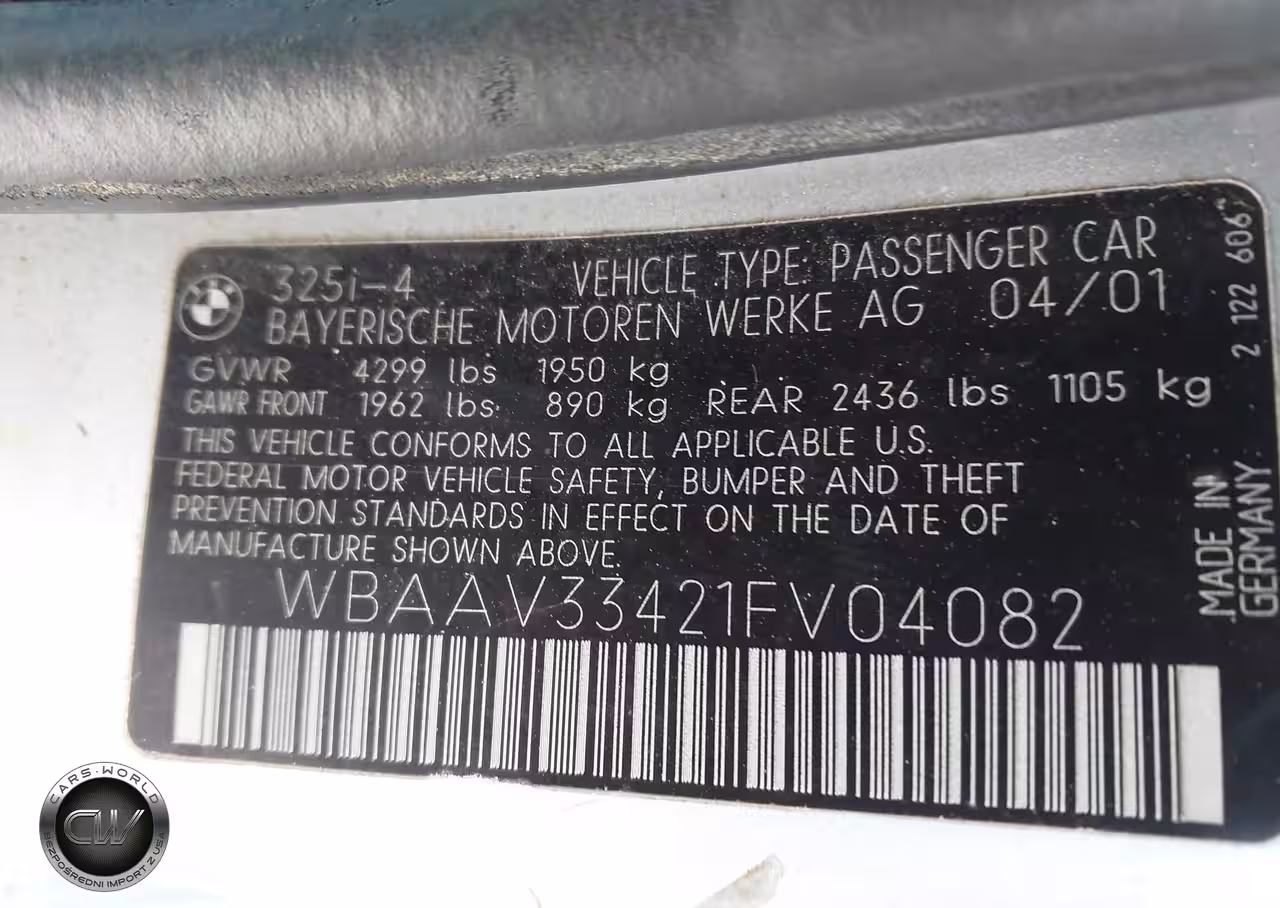 325i-4 VEHICLE TYPE: PASSENGER CAR
BAYERISCHE MOTOREN WERKE AG 04/01
GVWR 4299 lbs 1950 kg
GAWR FRONT 1962 lbs 890 kg REAR 2436 lbs 1105 kg
THIS VEHICLE CONFORMS TO ALL APPLICABLE U.S.
FEDERAL MOTOR VEHICLE SAFETY, BUMPER AND THEFT
PREVENTION STANDARDS IN EFFECT ON THE DATE OF
MANUFACTURE SHOWN ABOVE.
WBAAV33421FV04082
2 122 606
MADE IN
GERMANY
CARS·WORLD
CW
BEZPOŚREDNI IMPORT Z USA